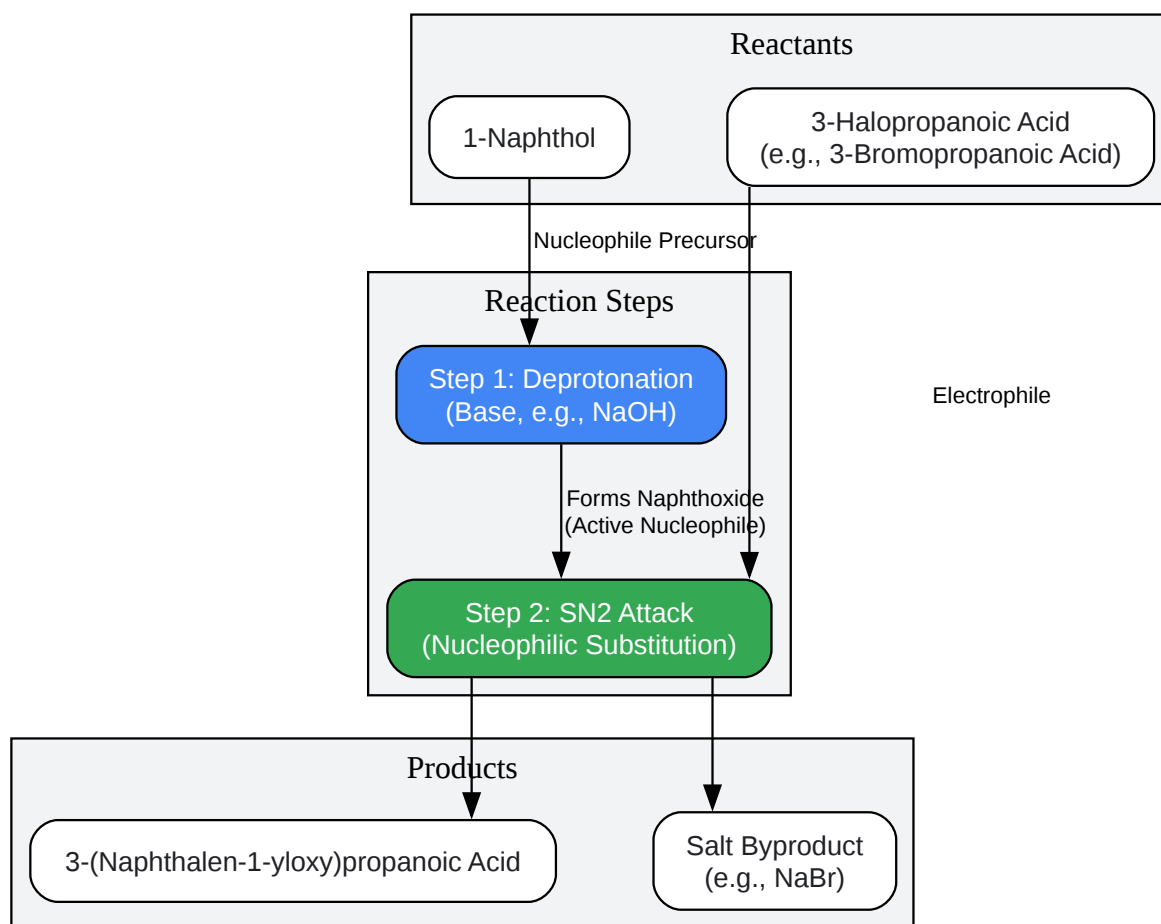 Reactants
1-Naphthol
3-Halopropanoic Acid
(e.g., 3-Bromopropanoic Acid)
Nucleophile Precursor
Reaction Steps
Step 1: Deprotonation
(Base, e.g., NaOH)
Electrophile
Forms Naphthoxide
(Active Nucleophile)
Step 2: SN2 Attack
(Nucleophilic Substitution)
Products
3-(Naphthalen-1-yloxy)propanoic Acid
Salt Byproduct
(e.g., NaBr)